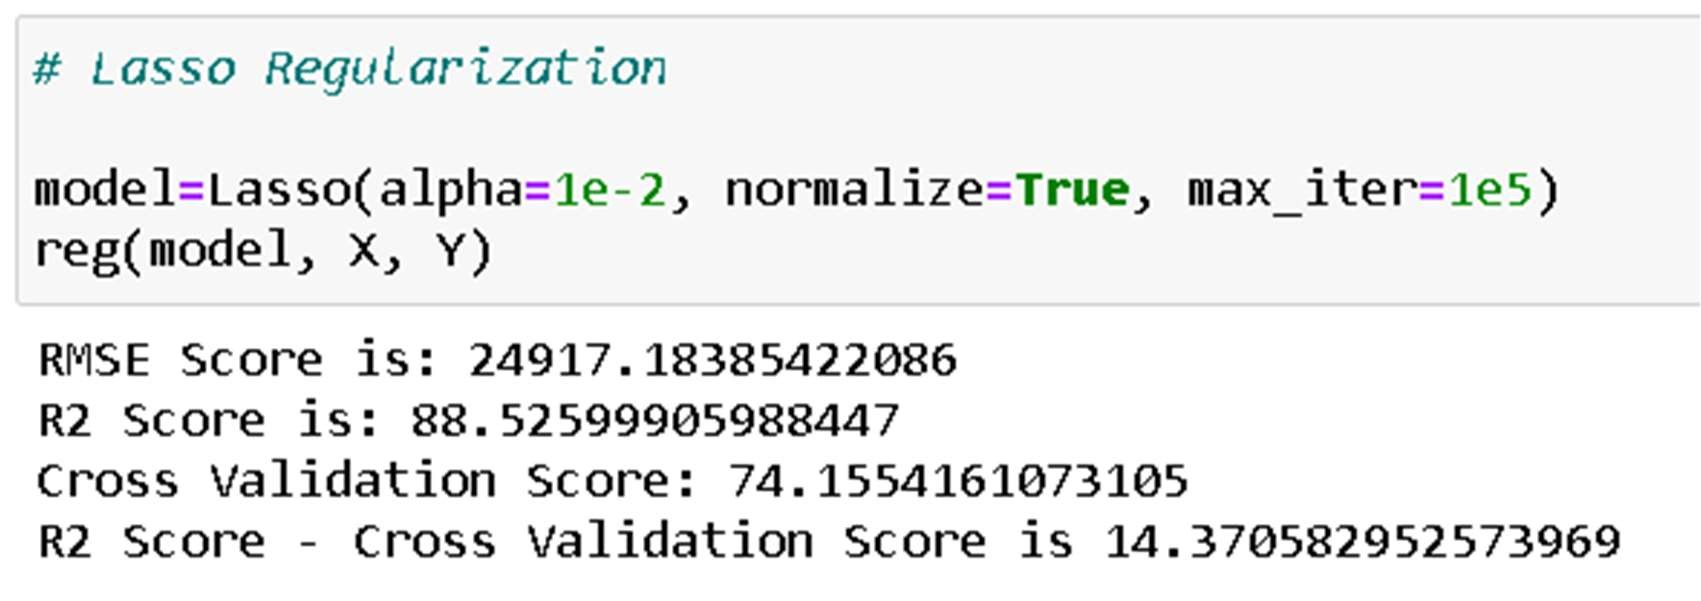 # Lasso Regularization
model=Lasso(alpha=1e-2, normalize=True, max_iter=1e5)
reg(model, X, Y)
RMSE Score is: 24917.18385422086
R2 Score is: 88.52599905988447
Cross Validation Score: 74.1554161073105
R2 Score - Cross Validation Score is 14.370582952573969